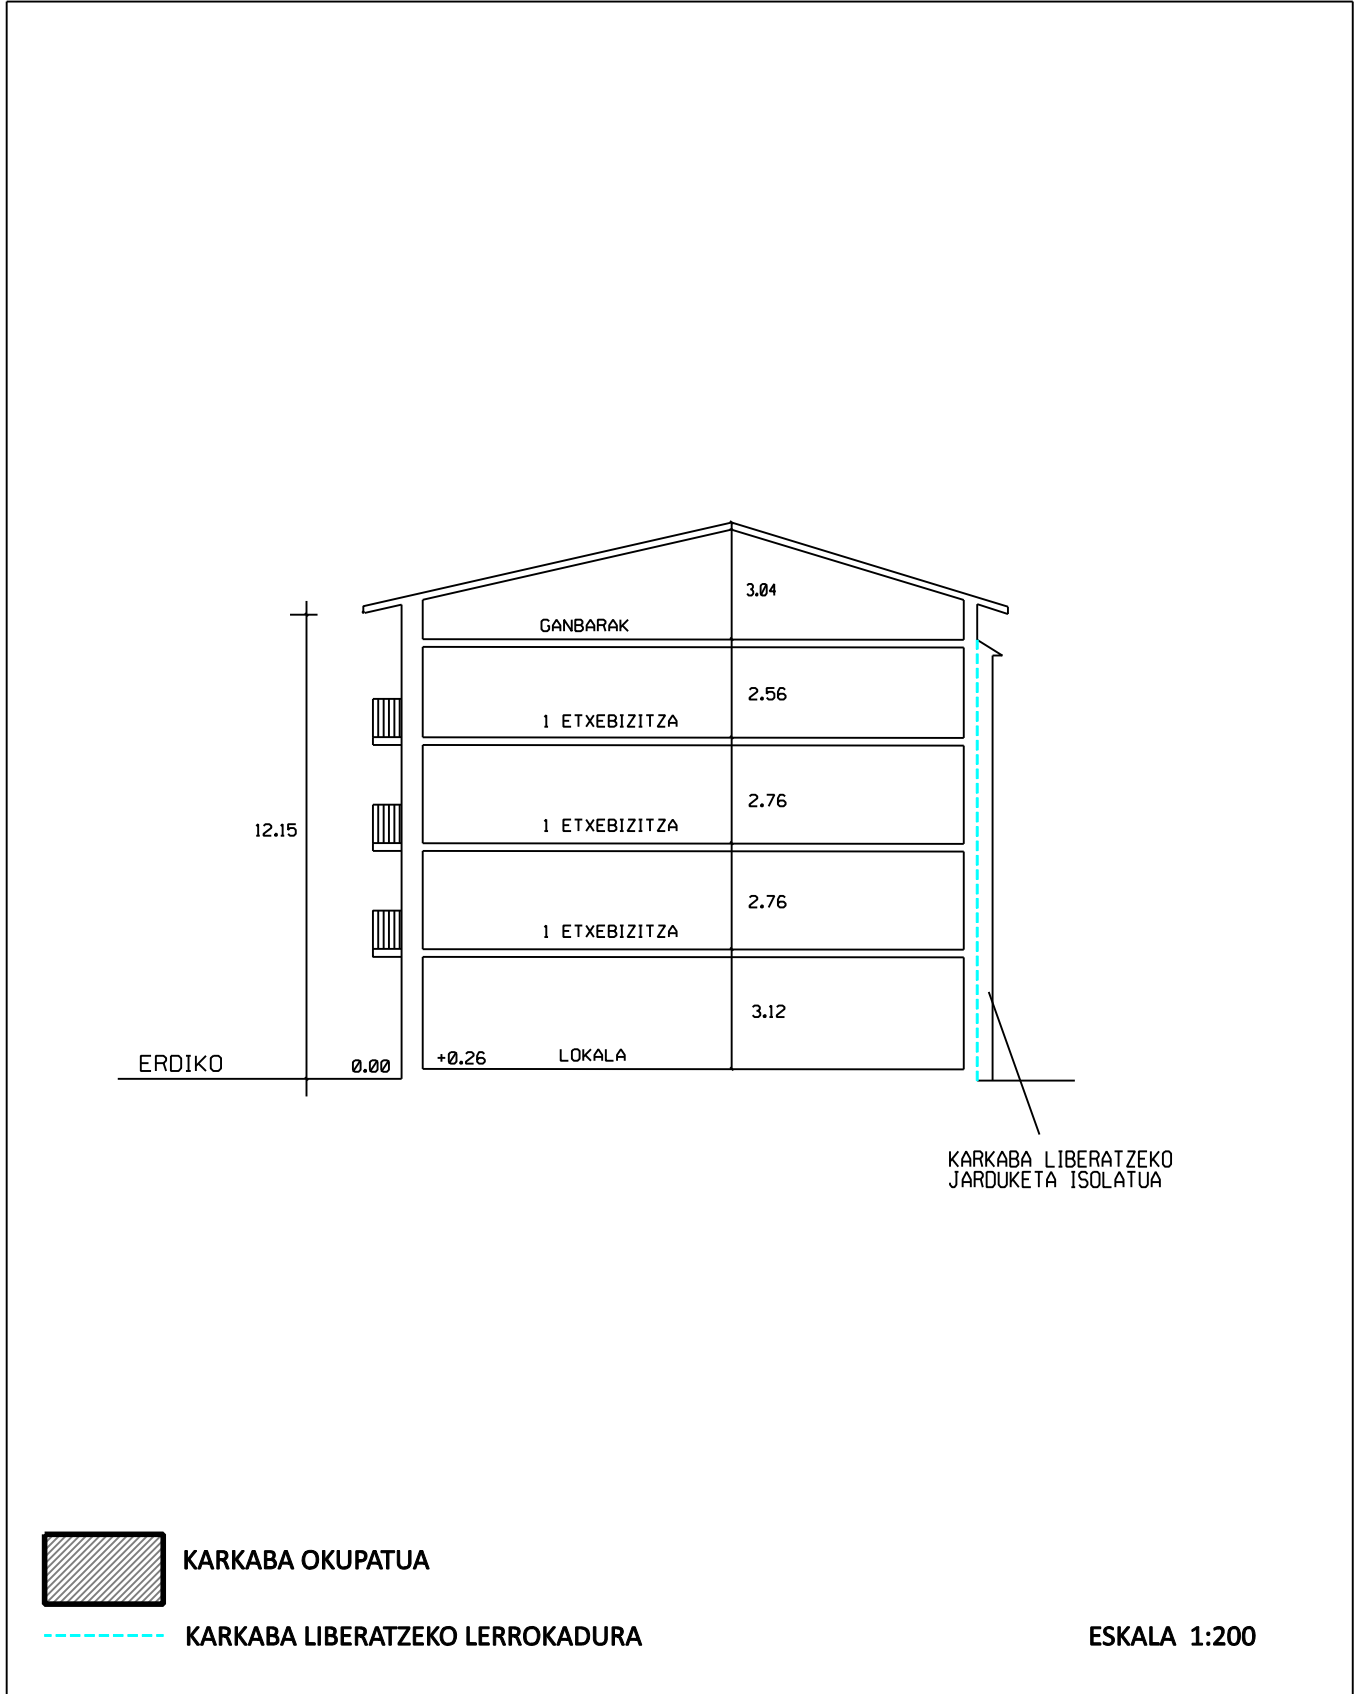 3.04
GANBARAK
2.56
1 ETXEBIZITZA
2.76
1 ETXEBIZITZA
12.15
2.76
1 ETXEBIZITZA
3.12
ERDIKO
0.00
+0.26
LOKALA
KARKABA LIBERATZEKO
JARDUKETA ISOLATUA
KARKABA OKUPATUA
KARKABA LIBERATZEKO LERROKADURA
ESKALA 1:200